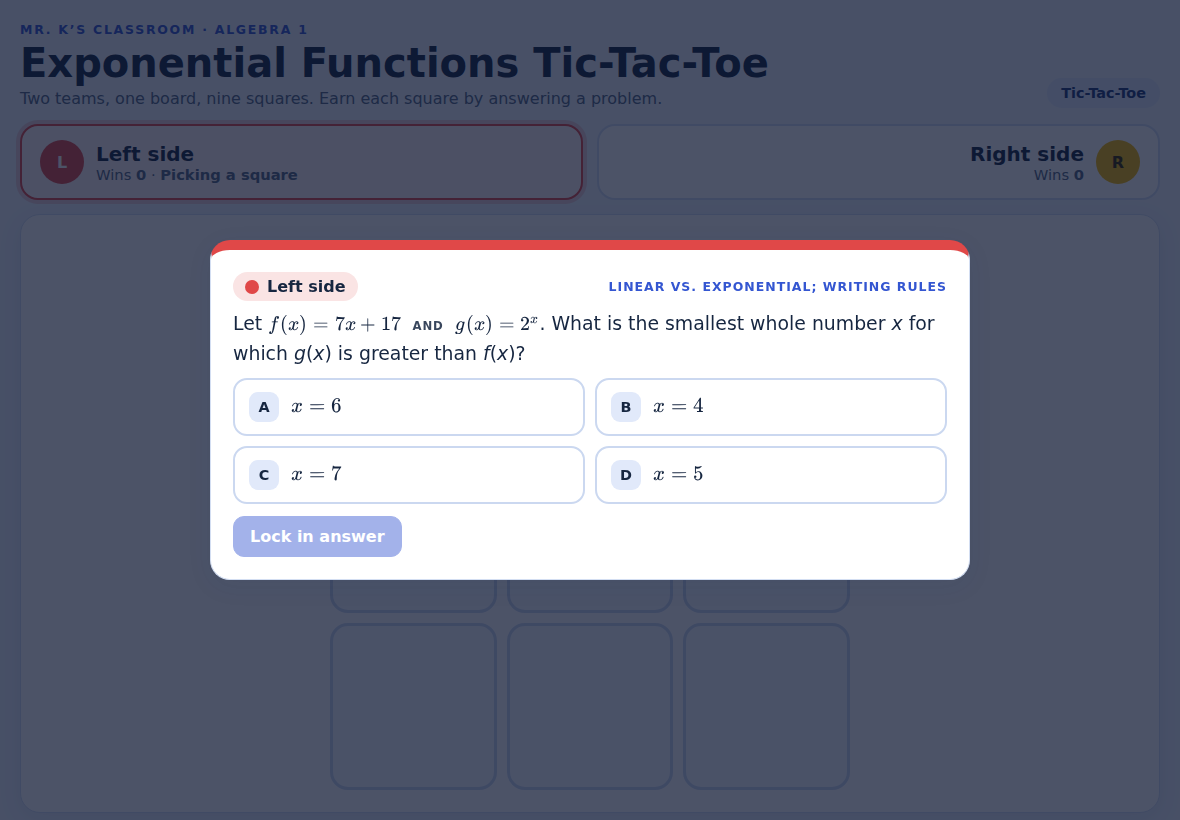 MR. K’S CLASSROOM · ALGEBRA 1
Exponential Functions Tic-Tac-Toe
Two teams, one board, nine squares. Earn each square by answering a problem.
Tic-Tac-Toe
L
Left side
Wins 0 · Picking a square
Right side
Wins 0
R
Left side
LINEAR VS. EXPONENTIAL; WRITING RULES
Let f(x) = 7x + 17 AND g(x) = 2^x. What is the smallest whole number x for
which g(x) is greater than f(x)?
A x = 6
B x = 4
C x = 7
D x = 5
Lock in answer